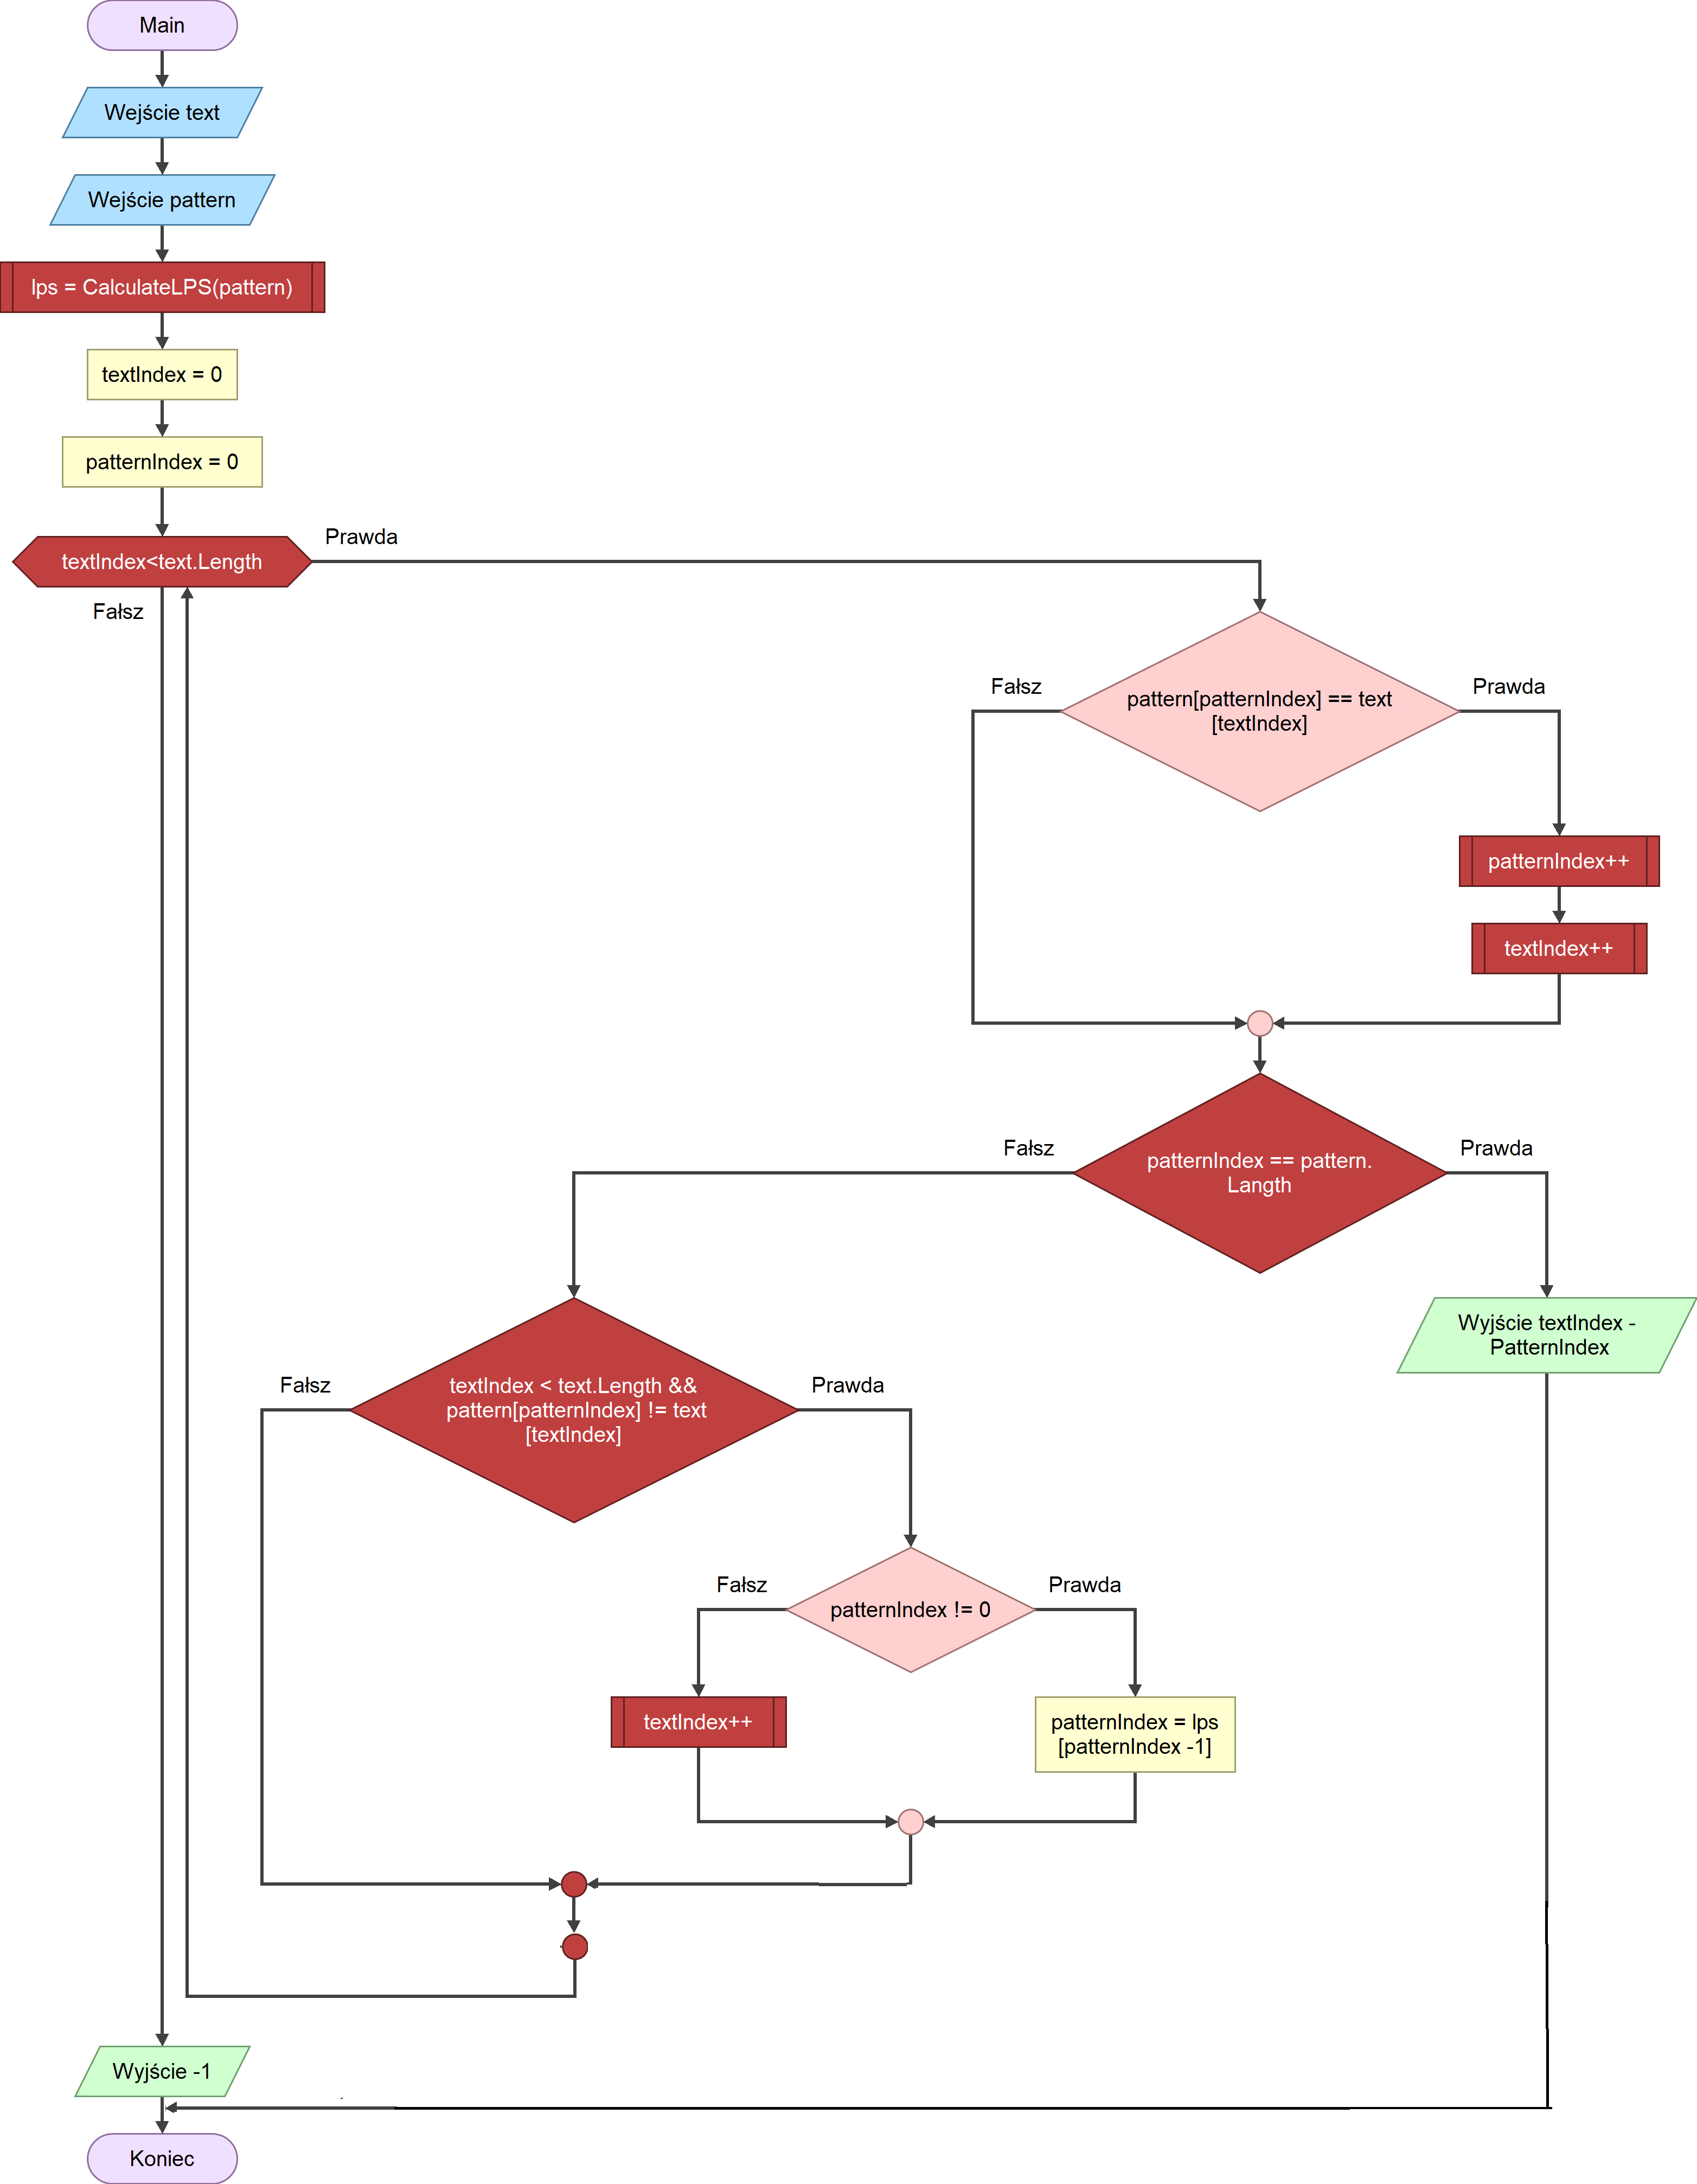 Main
Wejście text
Wejście pattern
lps = CalculateLPS(pattern)
textIndex = 0
patternIndex = 0
textIndex<text.Length
Prawda
Fałsz
pattern[patternIndex] == text
[textIndex]
Fałsz
Prawda
patternIndex++
textIndex++
patternIndex == pattern.
Langth
Fałsz
Prawda
Wyjście textIndex -
PatternIndex
textIndex < text.Length &&
pattern[patternIndex] != text
[textIndex]
Fałsz
Prawda
patternIndex != 0
Fałsz
Prawda
textIndex++
patternIndex = lps
[patternIndex -1]
Wyjście -1
Koniec